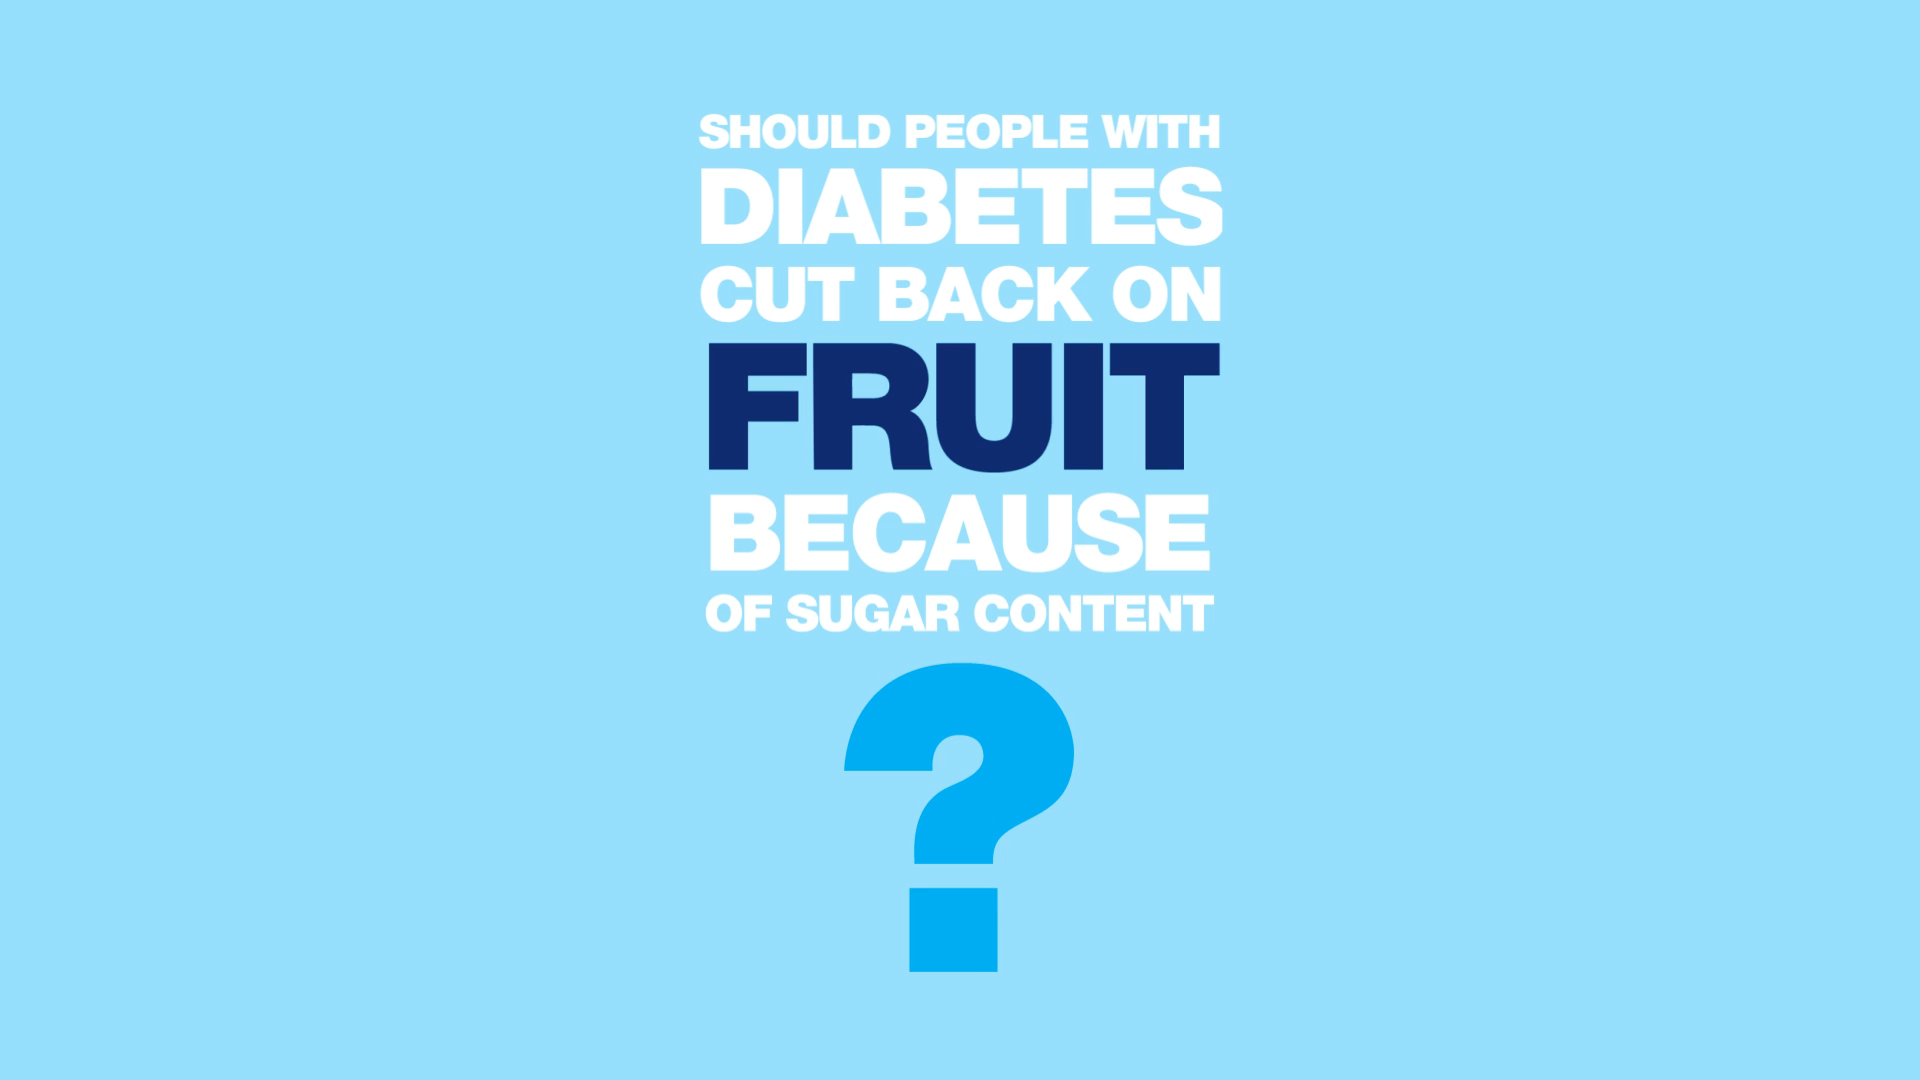 SHOULD PEOPLE WITH
DIABETES
CUT BACK ON
FRUIT
BECAUSE
OF SUGAR CONTENT
?